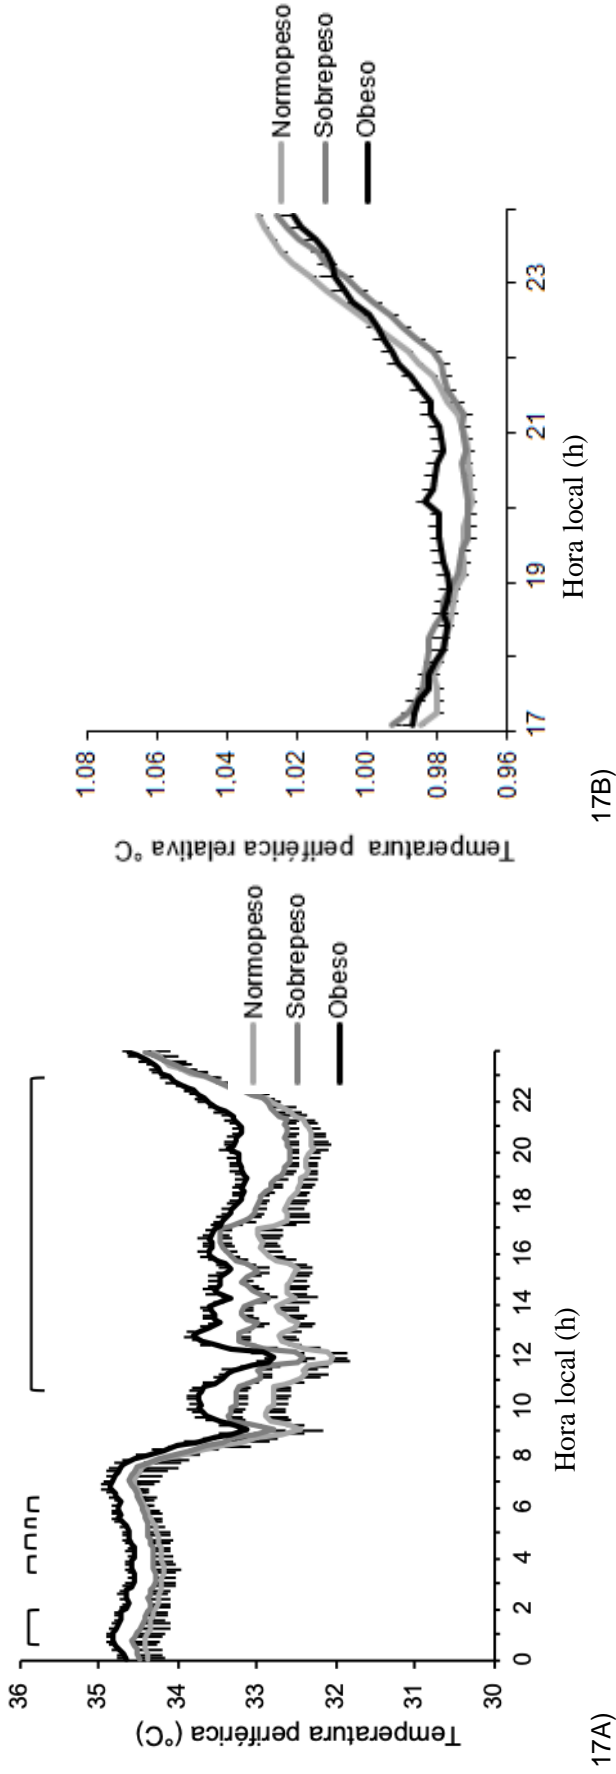 36
35
34
33
32
31
30
Temperatura periférica (°C)
0 2 4 6 8 10 12 14 16 18 20 22
Hora local (h)
Normopeso
Sobrepeso
Obeso
17A)
1.08
1.06
1.04
1.02
1.00
0.98
0.96
Temperatura periférica relativa °C
17 19 21 23
Hora local (h)
Normopeso
Sobrepeso
Obeso
17B)